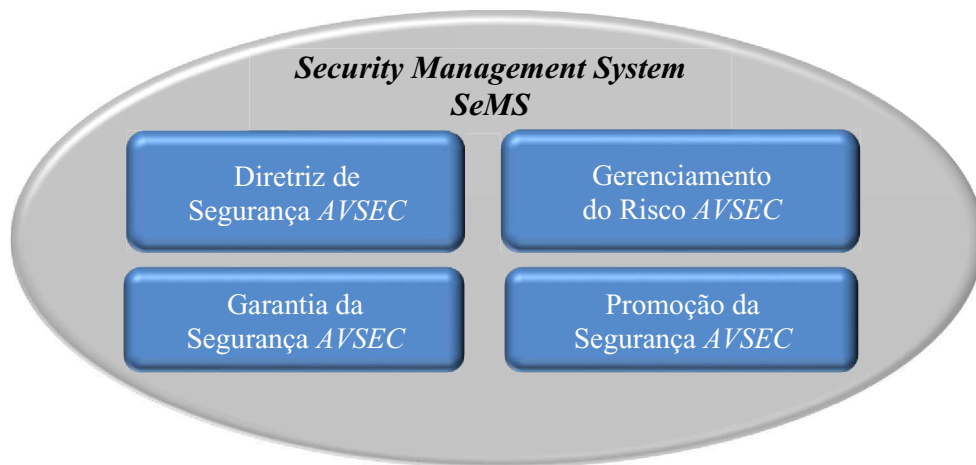 Security Management System
SeMS
Diretriz de
Segurança AVSEC
Gerenciamento
do Risco AVSEC
Garantia da
Segurança AVSEC
Promoção da
Segurança AVSEC